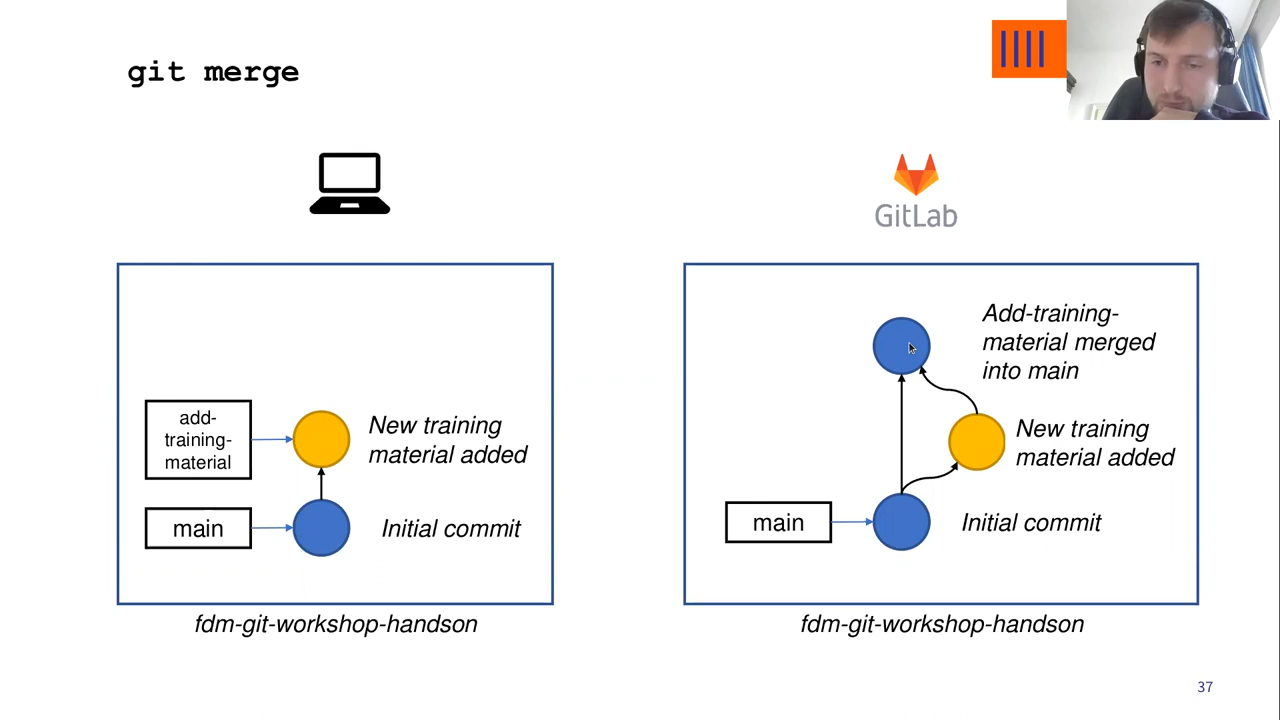 git merge
GitLab
add-
training-
material
New training
material added
main
Initial commit
fdm-git-workshop-handson
Add-training-
material merged
into main
New training
material added
main
Initial commit
fdm-git-workshop-handson
37